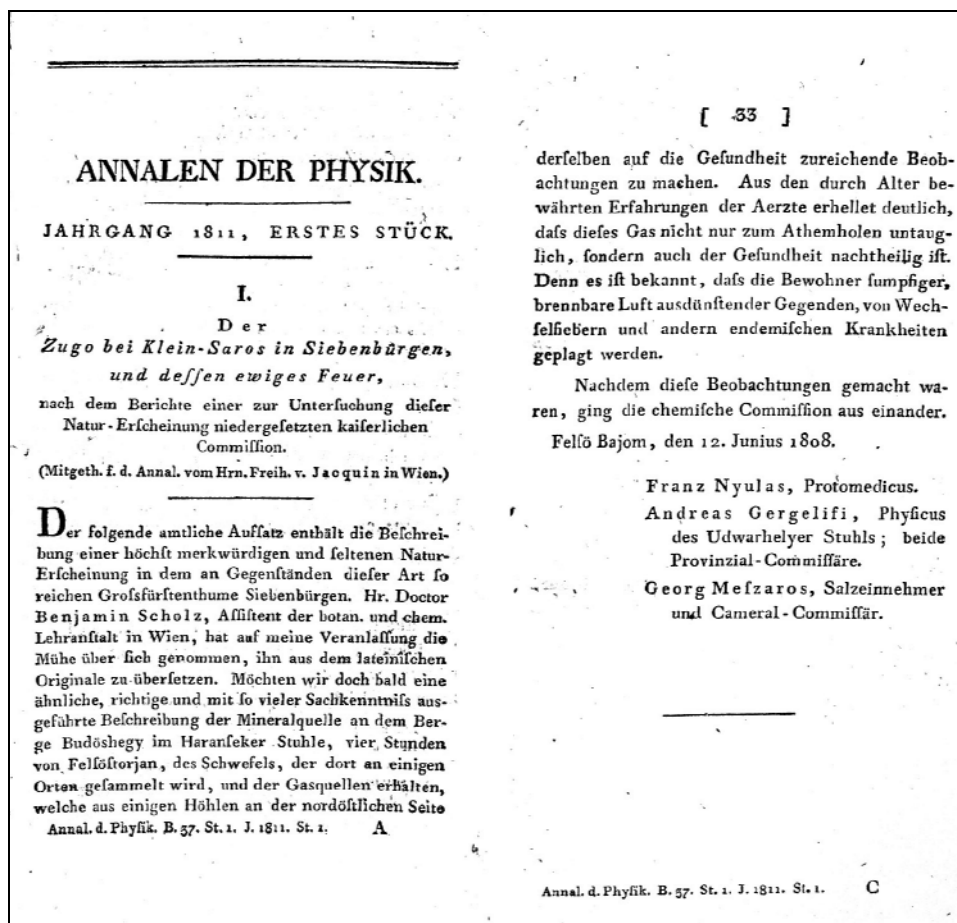 ANNALEN DER PHYSIK.
JAHRGANG 1811, ERSTES STÜCK.
I.
Der
Zugo bei Klein-Saros in Siebenbürgen,
und deſſen ewiges Feuer,
nach dem Berichte einer zur Unterſuchung dieſer
Natur-Erſcheinung niedergeſetzten kaiſerlichen
Commiſſion.
(Mitgeth. f. d. Annal. vom Hrn. Freih. v. Jacquin in Wien.)
Der folgende amtliche Aufſatz enthält die Beſchrei-
bung einer höchſt merkwürdigen und ſeltenen Natur-
Erſcheinung in dem an Gegenſtänden dieſer Art ſo
reichen Groſsfürſtenthume Siebenbürgen. Hr. Doctor
Benjamin Scholz, Aſſiſtent der botan. und chem.
Lehranſtalt in Wien, hat auf meine Veranlaſſung die
Mühe über ſich genommen, ihn aus dem lateiniſchen
Originale zu überſetzen. Möchten wir doch bald eine
ähnliche, richtige und mit ſo vieler Sachkenntniſs aus-
geführte Beſchreibung der Mineralquelle an dem Ber-
ge Budöshegy im Haranſeker Stuhle, vier Stunden
von Felſöſtorjan, des Schwefels, der dort an einigen
Orten geſammelt wird, und der Gasquellen erhalten,
welche aus einigen Höhlen an der nordöſtlichen Seite
Annal. d. Phyſik. B. 37. St. 1. J. 1811. St. 1. A
[ 33 ]
derſelben auf die Geſundheit zureichende Beob-
achtungen zu machen. Aus den durch Alter be-
währten Erfahrungen der Aerzte erhellet deutlich,
daſs dieſes Gas nicht nur zum Athemholen untaug-
lich, ſondern auch der Geſundheit nachtheilig iſt.
Denn es iſt bekannt, daſs die Bewohner ſumpfiger,
brennbare Luft ausdünſtender Gegenden, von Wech-
ſelfiebern und andern endemiſchen Krankheiten
geplagt werden.
Nachdem dieſe Beobachtungen gemacht wa-
ren, ging die chemiſche Commiſſion aus einander.
Felſö Bajom, den 12. Junius 1808.
Franz Nyulas, Protomedicus.
Andreas Gergelifi, Phyſicus
des Udwarhelyer Stuhls; beide
Provinzial-Commiſſäre.
Georg Meſzaros, Salzeinnehmer
und Cameral-Commiſſär.
Annal. d. Phyſik. B. 37. St. 1. J. 1811. St. 1. C